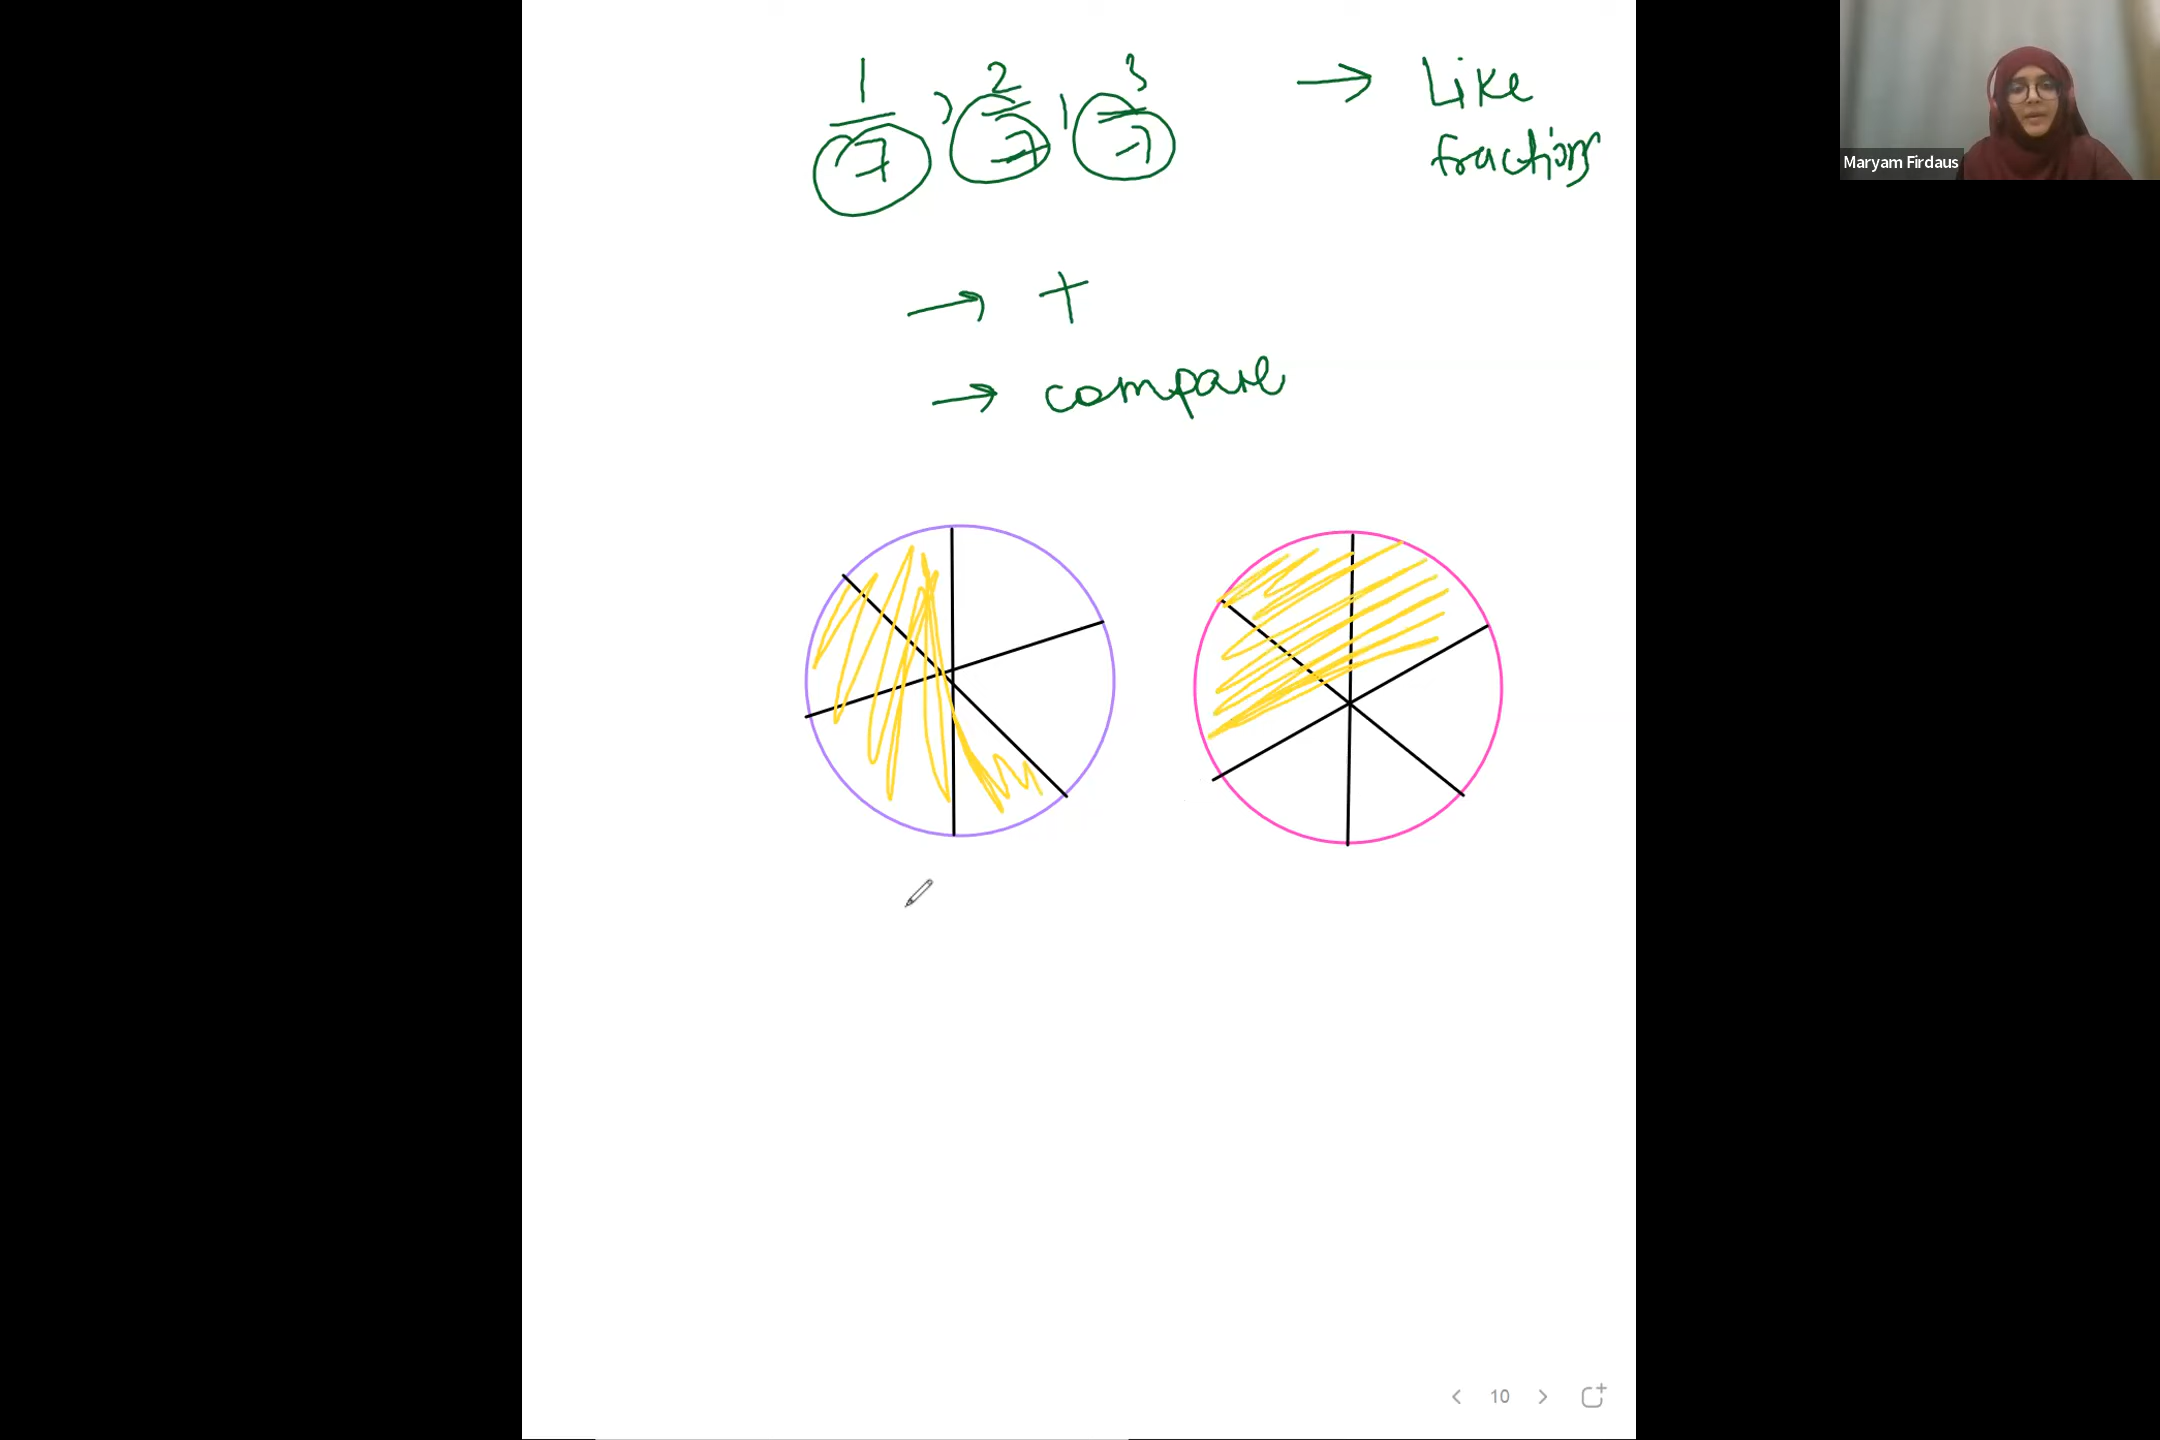 1/7 , 2/7 , 3/7 → Like
fractions
→ +
→ compare
Maryam Firdaus
10